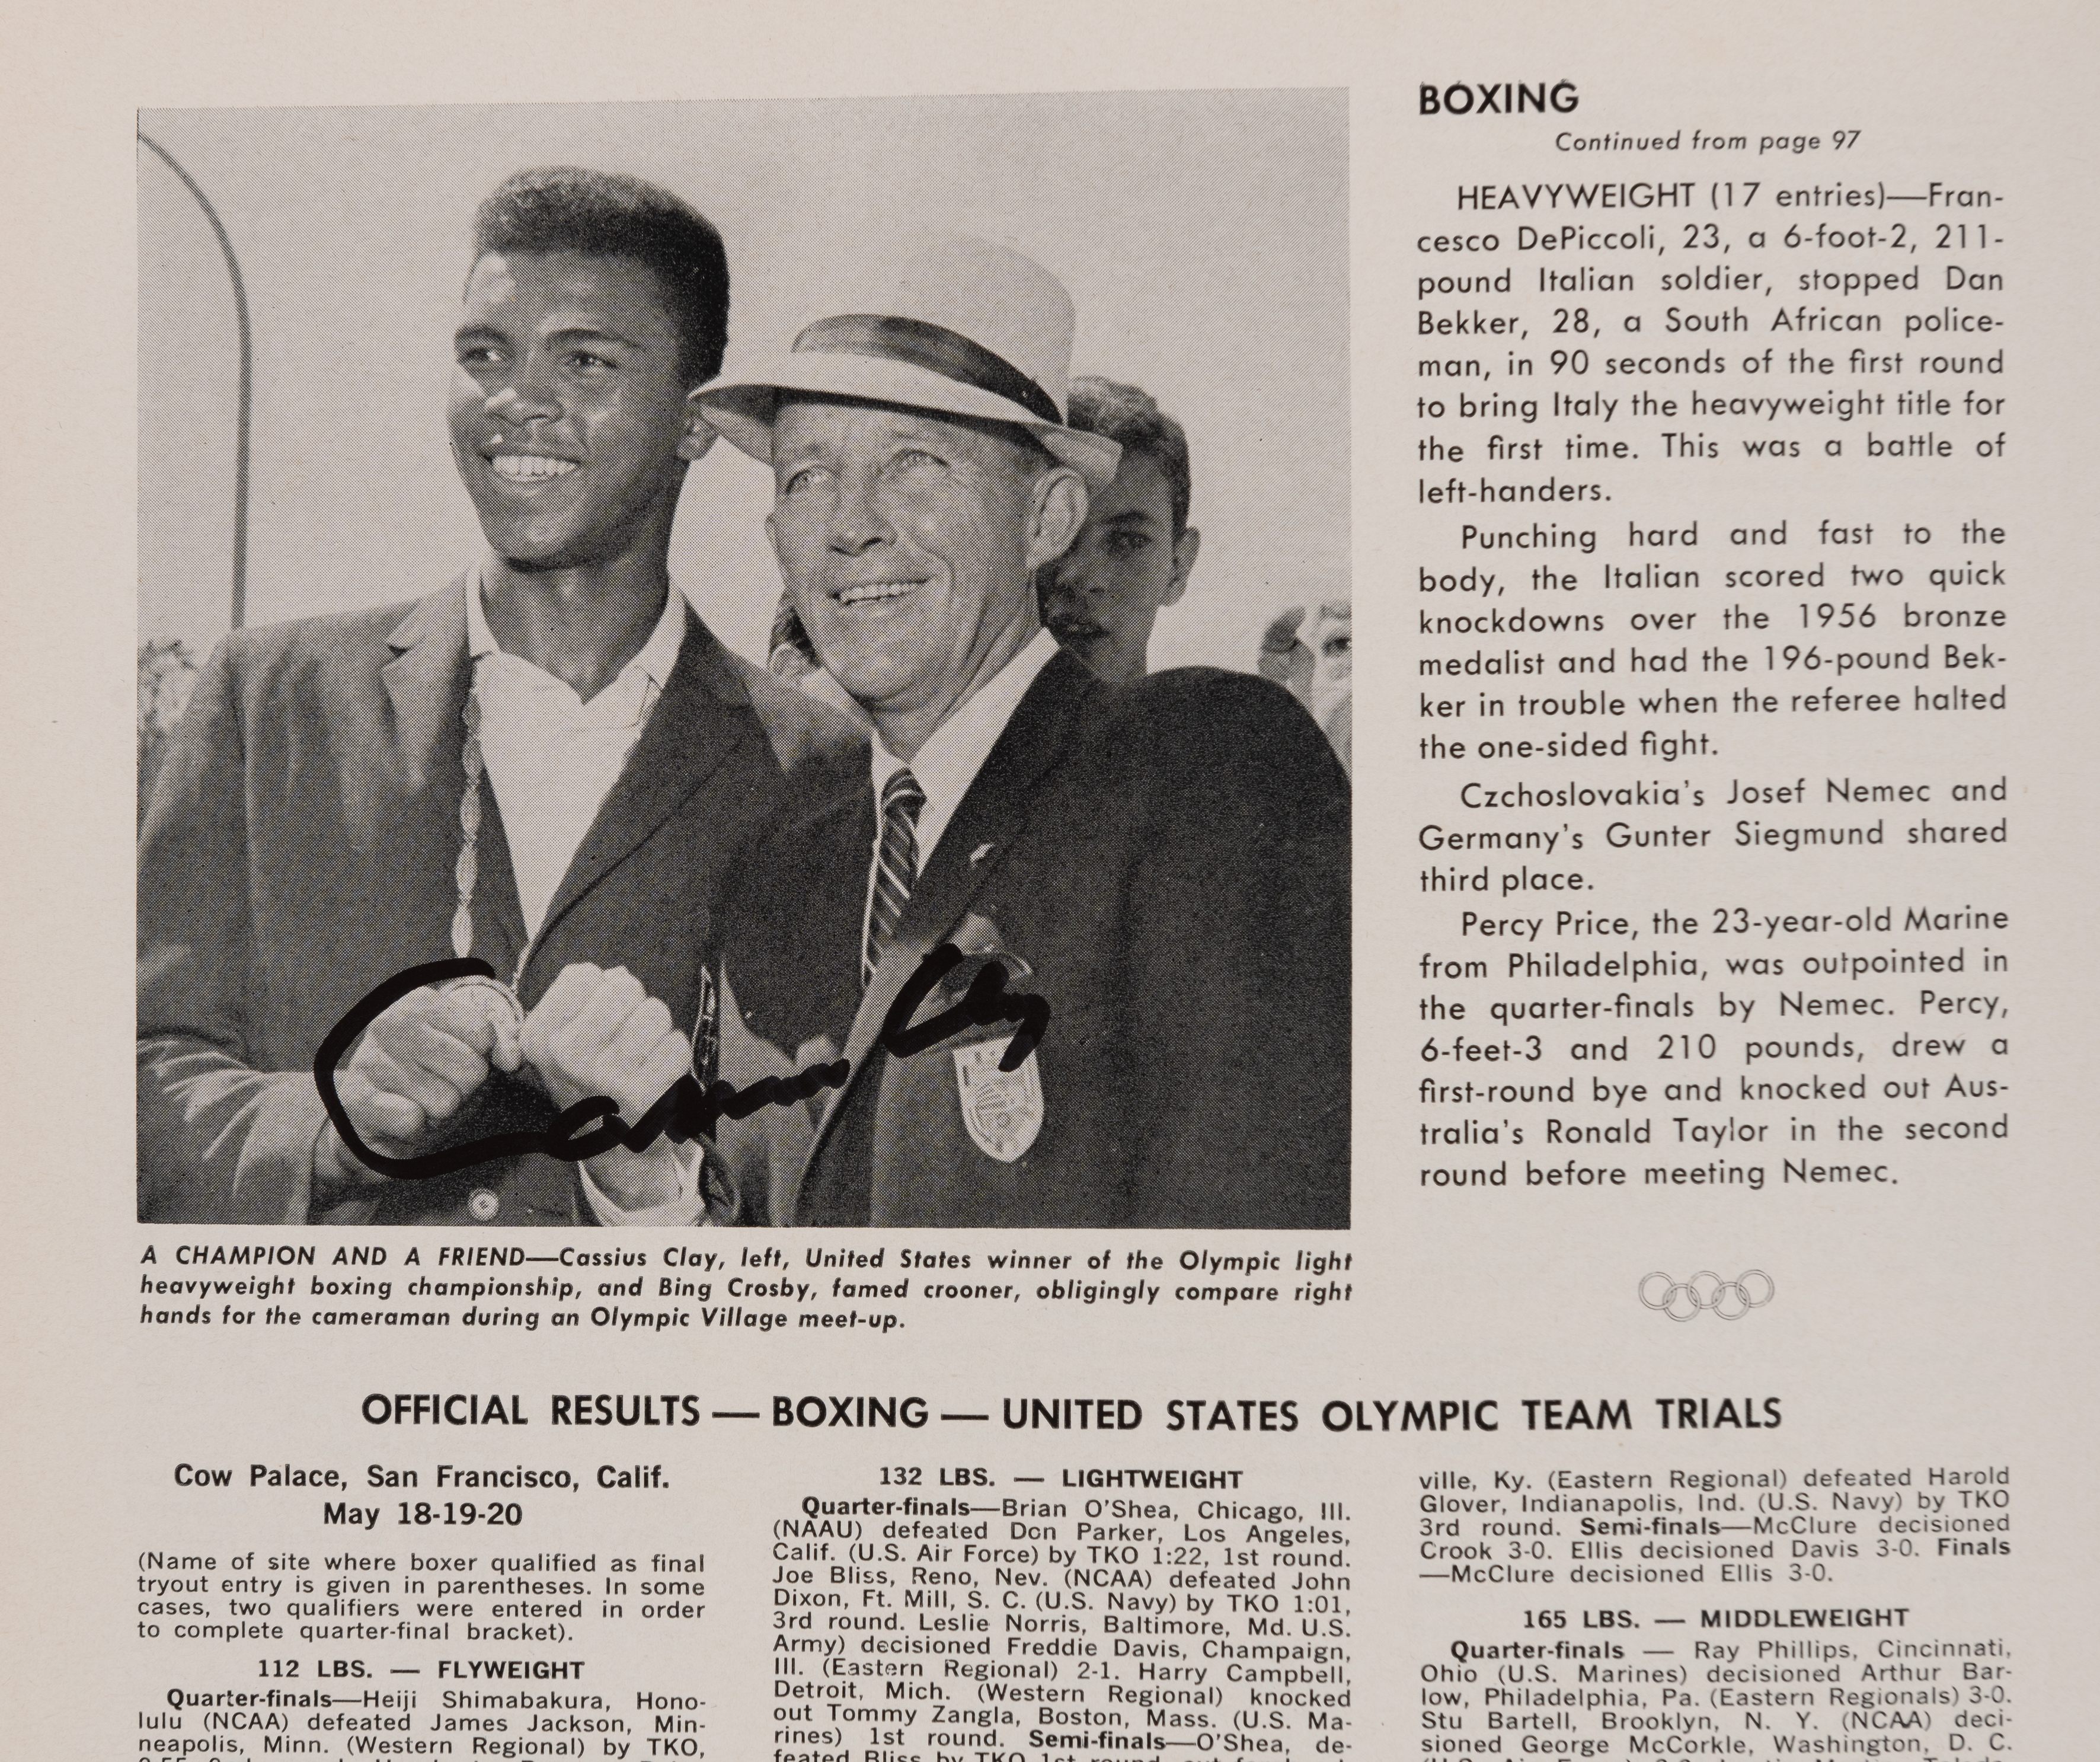 BOXING
Continued from page 97
HEAVYWEIGHT (17 entries)—Fran-
cesco DePiccoli, 23, a 6-foot-2, 211-
pound Italian soldier, stopped Dan
Bekker, 28, a South African police-
man, in 90 seconds of the first round
to bring Italy the heavyweight title for
the first time. This was a battle of
left-handers.
Punching hard and fast to the
body, the Italian scored two quick
knockdowns over the 1956 bronze
medalist and had the 196-pound Bek-
ker in trouble when the referee halted
the one-sided fight.
Czchoslovakia's Josef Nemec and
Germany's Gunter Siegmund shared
third place.
Percy Price, the 23-year-old Marine
from Philadelphia, was outpointed in
the quarter-finals by Nemec. Percy,
6-feet-3 and 210 pounds, drew a
first-round bye and knocked out Aus-
tralia's Ronald Taylor in the second
round before meeting Nemec.
Cassius Clay
A CHAMPION AND A FRIEND—Cassius Clay, left, United States winner of the Olympic light
heavyweight boxing championship, and Bing Crosby, famed crooner, obligingly compare right
hands for the cameraman during an Olympic Village meet-up.
OFFICIAL RESULTS — BOXING — UNITED STATES OLYMPIC TEAM TRIALS
Cow Palace, San Francisco, Calif.
May 18-19-20
(Name of site where boxer qualified as final
tryout entry is given in parentheses. In some
cases, two qualifiers were entered in order
to complete quarter-final bracket).
112 LBS. — FLYWEIGHT
Quarter-finals—Heiji Shimabakura, Hono-
lulu (NCAA) defeated James Jackson, Min-
neapolis, Minn. (Western Regional) by TKO,
132 LBS. — LIGHTWEIGHT
Quarter-finals—Brian O'Shea, Chicago, Ill.
(NAAU) defeated Don Parker, Los Angeles,
Calif. (U.S. Air Force) by TKO 1:22, 1st round.
Joe Bliss, Reno, Nev. (NCAA) defeated John
Dixon, Ft. Mill, S. C. (U.S. Navy) by TKO 1:01,
3rd round. Leslie Norris, Baltimore, Md. U.S.
Army) decisioned Freddie Davis, Champaign,
Ill. (Eastern Regional) 2-1. Harry Campbell,
Detroit, Mich. (Western Regional) knocked
out Tommy Zangla, Boston, Mass. (U.S. Ma-
rines) 1st round. Semi-finals—O'Shea, de-
feated Bliss by TKO 1st round
ville, Ky. (Eastern Regional) defeated Harold
Glover, Indianapolis, Ind. (U.S. Navy) by TKO
3rd round. Semi-finals—McClure decisioned
Crook 3-0. Ellis decisioned Davis 3-0. Finals
—McClure decisioned Ellis 3-0.
165 LBS. — MIDDLEWEIGHT
Quarter-finals — Ray Phillips, Cincinnati,
Ohio (U.S. Marines) decisioned Arthur Bar-
low, Philadelphia, Pa. (Eastern Regionals) 3-0.
Stu Bartell, Brooklyn, N. Y. (NCAA) deci-
sioned George McCorkle, Washington, D. C.